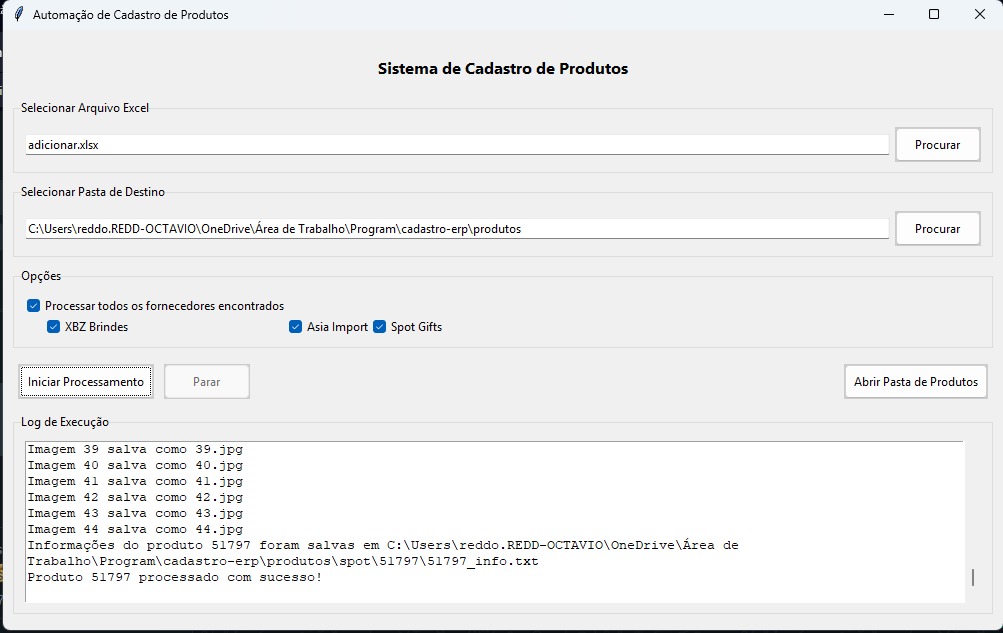 Automação de Cadastro de Produtos
Sistema de Cadastro de Produtos
Selecionar Arquivo Excel
adicionar.xlsx
Procurar
Selecionar Pasta de Destino
C:\Users\reddo.REDD-OCTAVIO\OneDrive\Área de Trabalho\Program\cadastro-erp\produtos
Procurar
Opções
Processar todos os fornecedores encontrados
XBZ Brindes Asia Import Spot Gifts
Iniciar Processamento Parar Abrir Pasta de Produtos
Log de Execução
Imagem 39 salva como 39.jpg
Imagem 40 salva como 40.jpg
Imagem 41 salva como 41.jpg
Imagem 42 salva como 42.jpg
Imagem 43 salva como 43.jpg
Imagem 44 salva como 44.jpg
Informações do produto 51797 foram salvas em C:\Users\reddo.REDD-OCTAVIO\OneDrive\Área de
Trabalho\Program\cadastro-erp\produtos\spot\51797\51797_info.txt
Produto 51797 processado com sucesso!